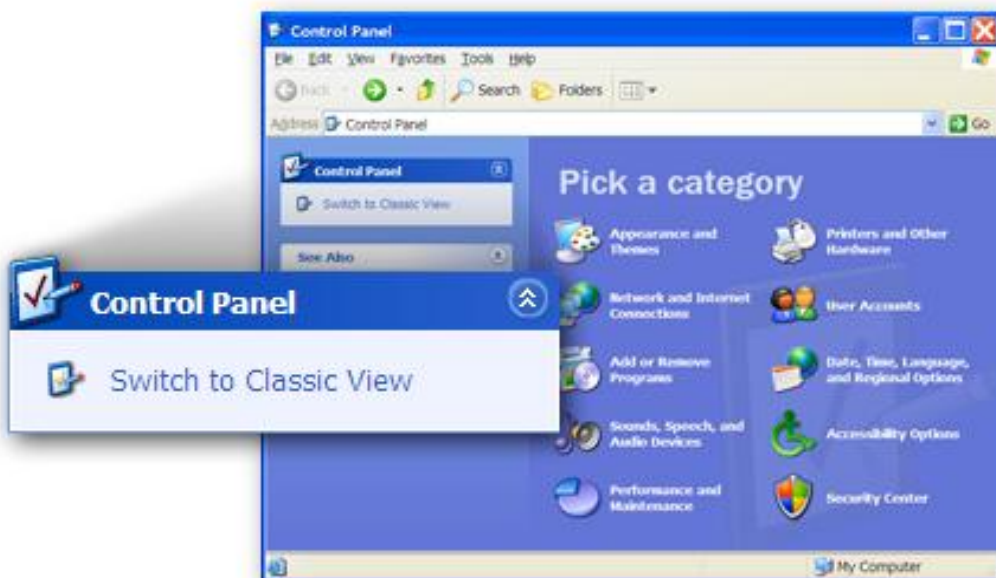 Control Panel
File Edit View Favorites Tools Help
Back Search Folders
Address Control Panel Go
Control Panel
Switch to Classic View
See Also
Control Panel
Switch to Classic View
Pick a category
Appearance and
Themes
Printers and Other
Hardware
Network and Internet
Connections
User Accounts
Add or Remove
Programs
Date, Time, Language,
and Regional Options
Sounds, Speech, and
Audio Devices
Accessibility Options
Performance and
Maintenance
Security Center
My Computer